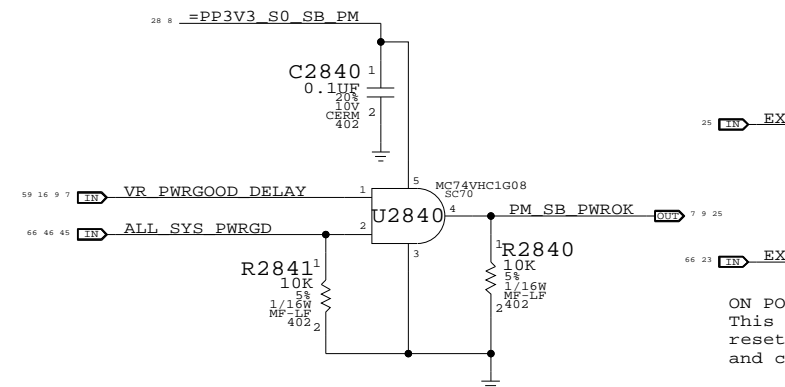 28 8 =PP3V3_S0_SB_PM
C2840 1
0.1UF
20%
10V
CERM 2
402
25 IN EX
5 MC74VHC1G08
SC70
59 16 9 7 IN VR_PWRGOOD_DELAY 1
U2840 4 PM_SB_PWROK OUT 7 9 25
66 46 45 IN ALL_SYS_PWRGD 2
3
R2841 1
10K
5%
1/16W
MF-LF
402 2
1 R2840
10K
5%
1/16W
MF-LF
2 402
66 23 IN EX
ON PO
This
reset
and c